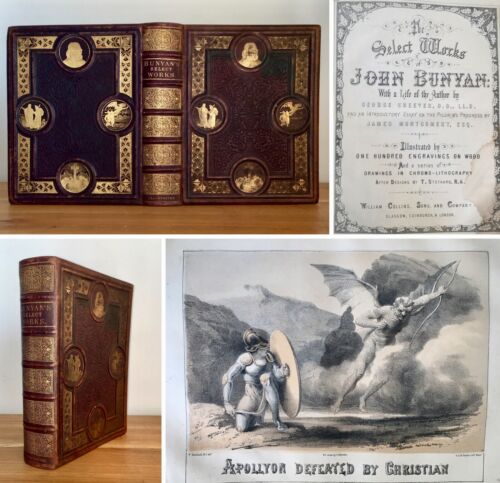 BUNYAN'S
SELECT
WORKS
The
Select Works
of
JOHN BUNYAN:
With a Life of the Author by
GEORGE CHEEVER, D.D., LL.D.
AND AN INTRODUCTORY ESSAY ON THE PILGRIM'S PROGRESS BY
JAMES MONTGOMERY, ESQ.
Illustrated by
ONE HUNDRED ENGRAVINGS ON WOOD
And a series of
DRAWINGS IN CHROMO-LITHOGRAPHY
AFTER DESIGNS BY T. STOTHARD, R.A.
WILLIAM COLLINS, SONS, AND COMPANY
GLASGOW, EDINBURGH, & LONDON.
BUNYAN'S
SELECT
WORKS.
APOLLYON DEFEATED BY CHRISTIAN